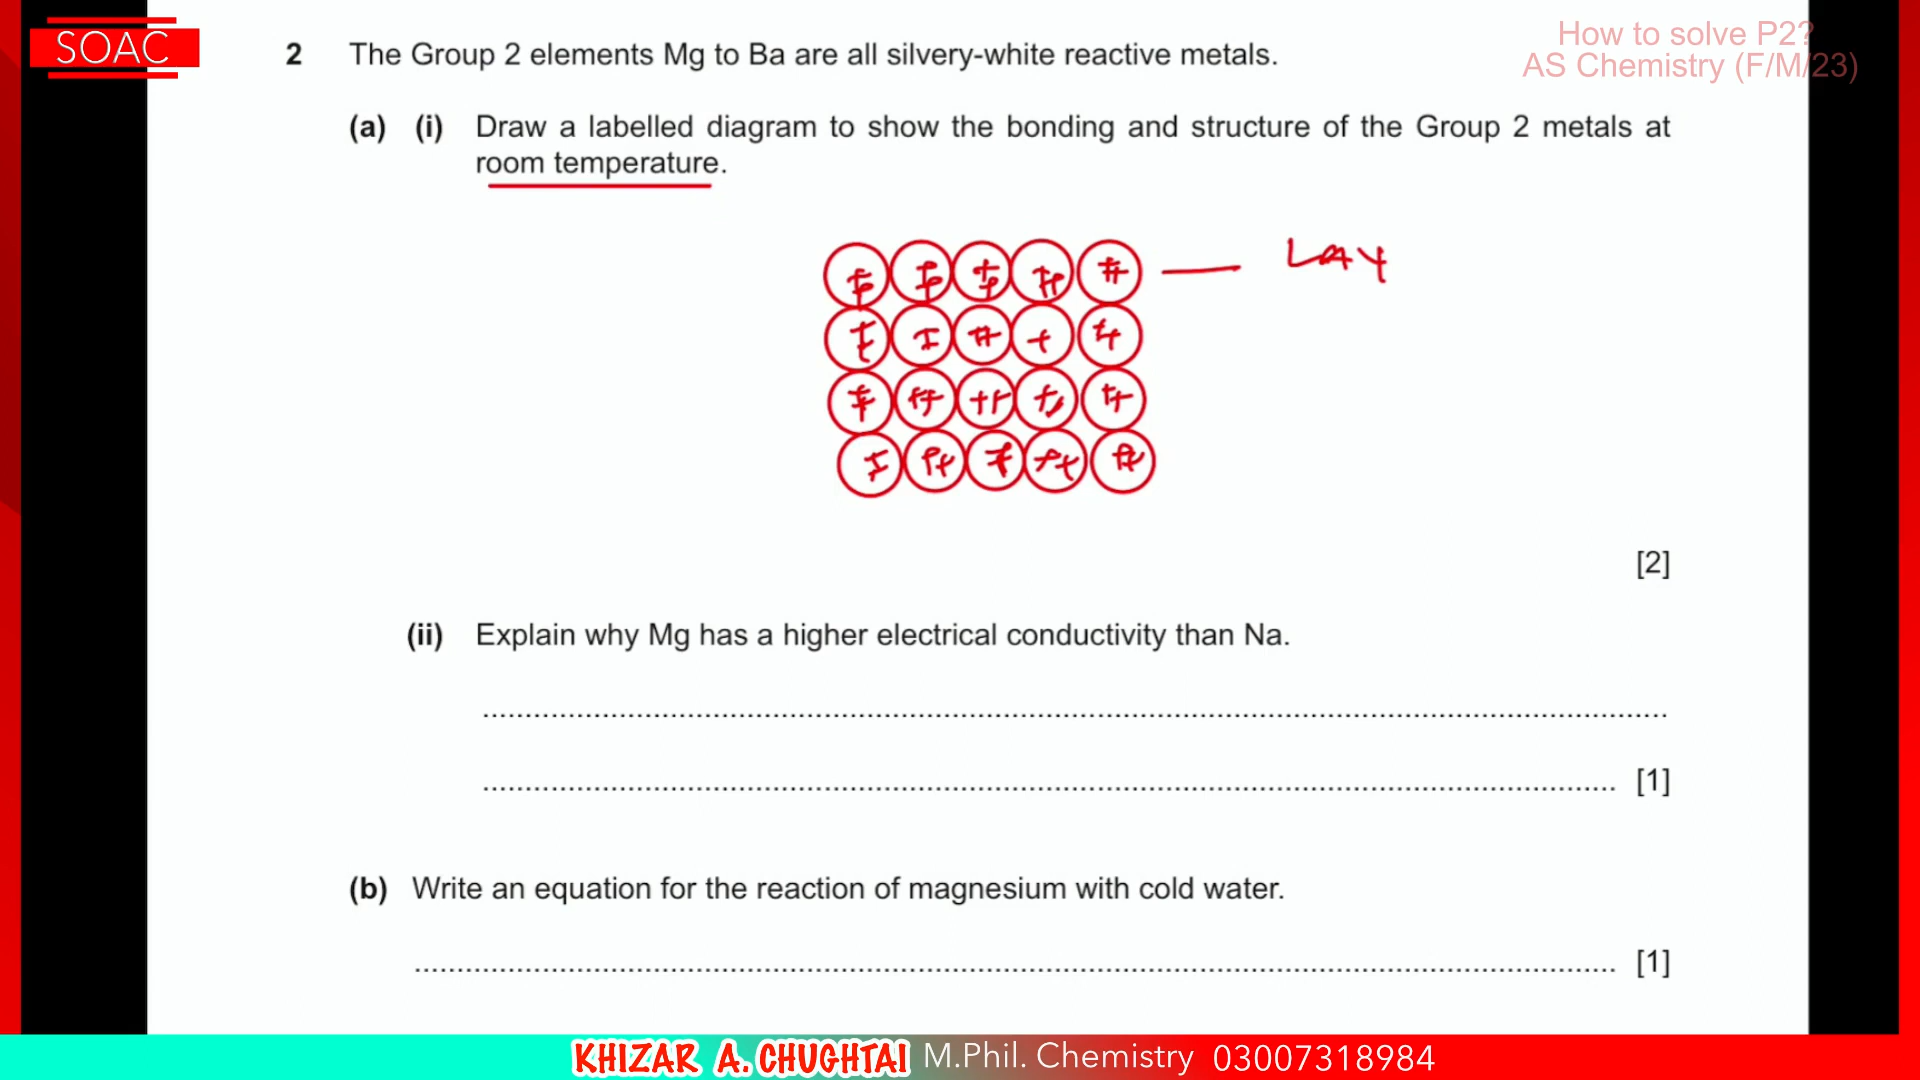 SOAC
How to solve P2?
AS Chemistry (F/M/23)
2 The Group 2 elements Mg to Ba are all silvery-white reactive metals.
(a) (i) Draw a labelled diagram to show the bonding and structure of the Group 2 metals at
room temperature.
LAY
[2]
(ii) Explain why Mg has a higher electrical conductivity than Na.
[1]
(b) Write an equation for the reaction of magnesium with cold water.
[1]
KHIZAR A. CHUGHTAI M.Phil. Chemistry 03007318984